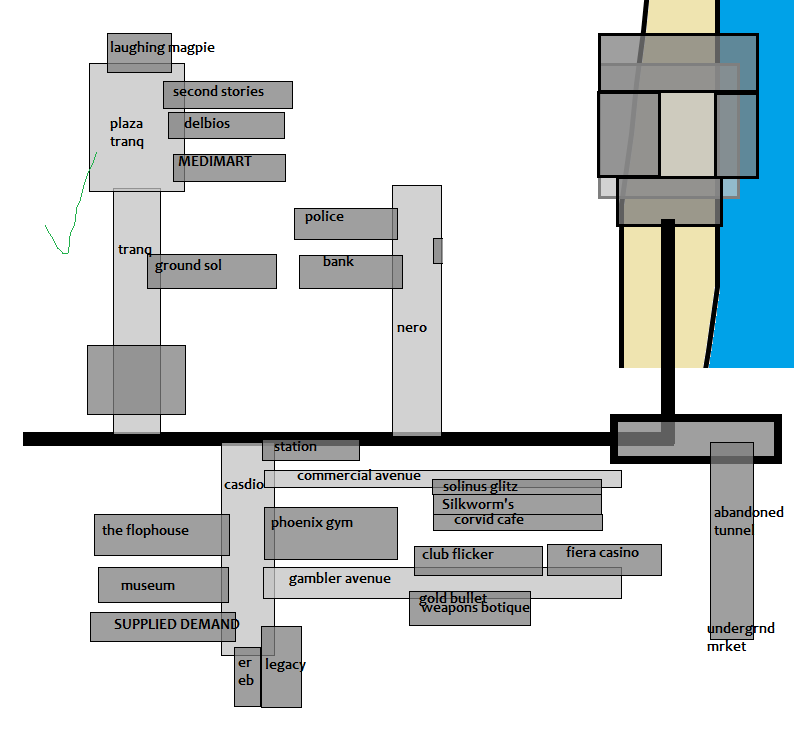 laughing magpie
second stories
plaza
tranq
delbios
MEDIMART
police
tranq
ground sol
bank
nero
station
casdio
commercial avenue
solinus glitz
Silkworm's
corvid cafe
phoenix gym
the flophouse
abandoned
tunnel
club flicker
fiera casino
museum
gambler avenue
gold bullet
weapons botique
SUPPLIED DEMAND
undergrnd
mrket
er
eb
legacy